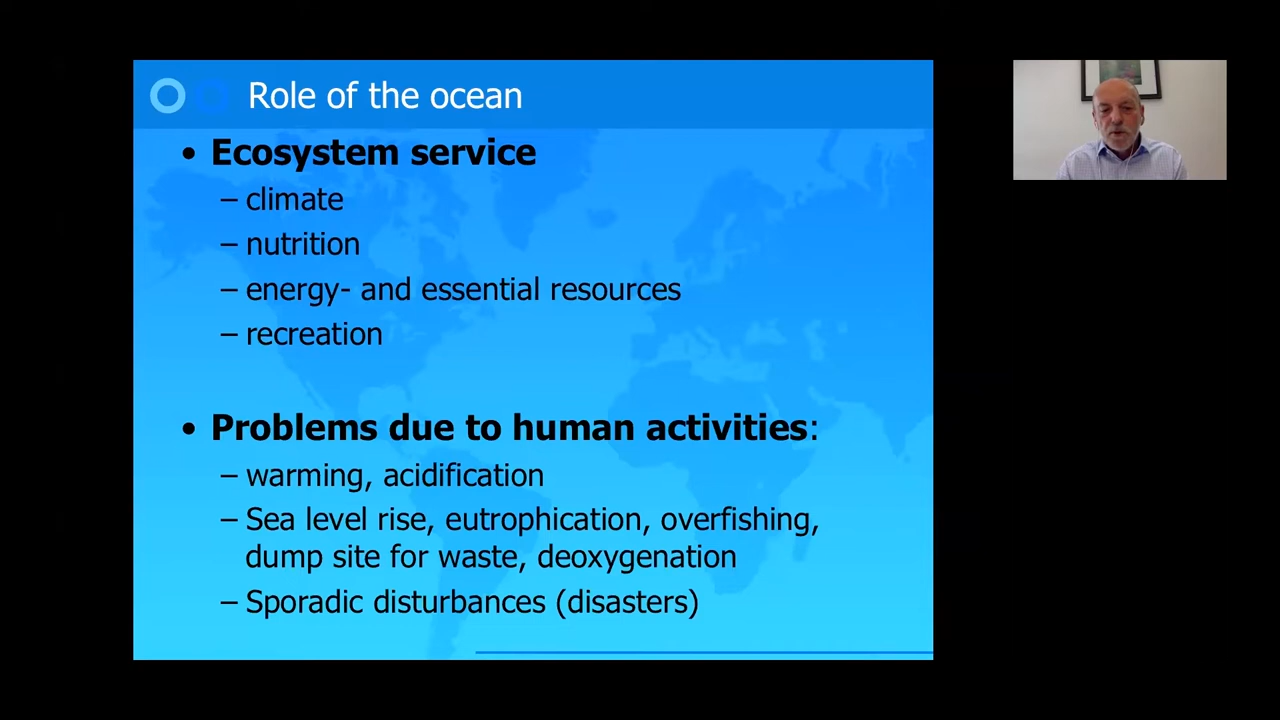 Role of the ocean
• Ecosystem service
– climate
– nutrition
– energy- and essential resources
– recreation
• Problems due to human activities:
– warming, acidification
– Sea level rise, eutrophication, overfishing,
dump site for waste, deoxygenation
– Sporadic disturbances (disasters)